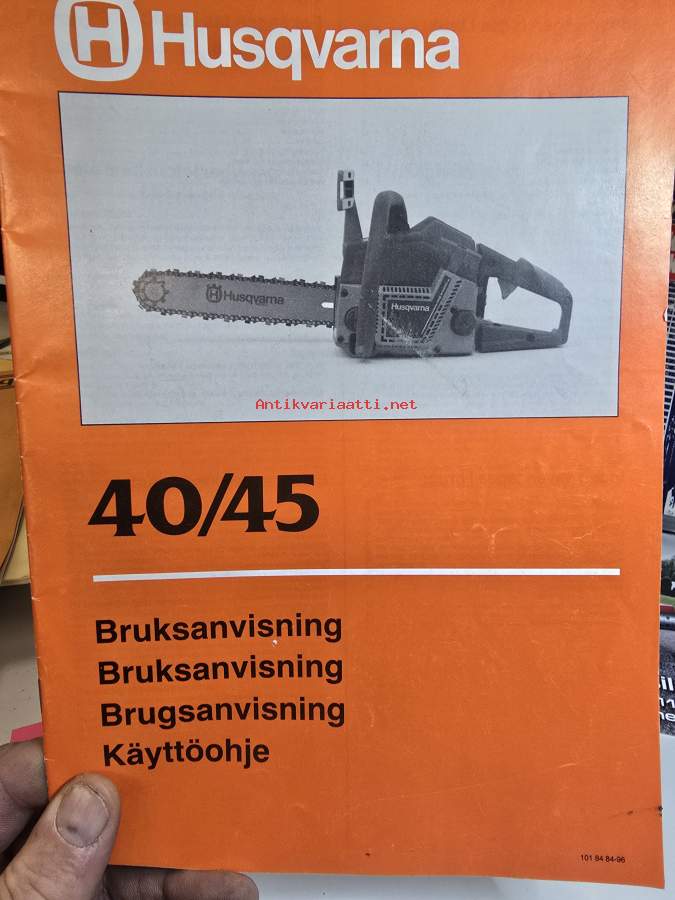 Husqvarna
Husqvarna
Husqvarna
Antikvariaatti.net
40/45
Bruksanvisning
Bruksanvisning
Brugsanvisning
Käyttöohje
101 84 84-96